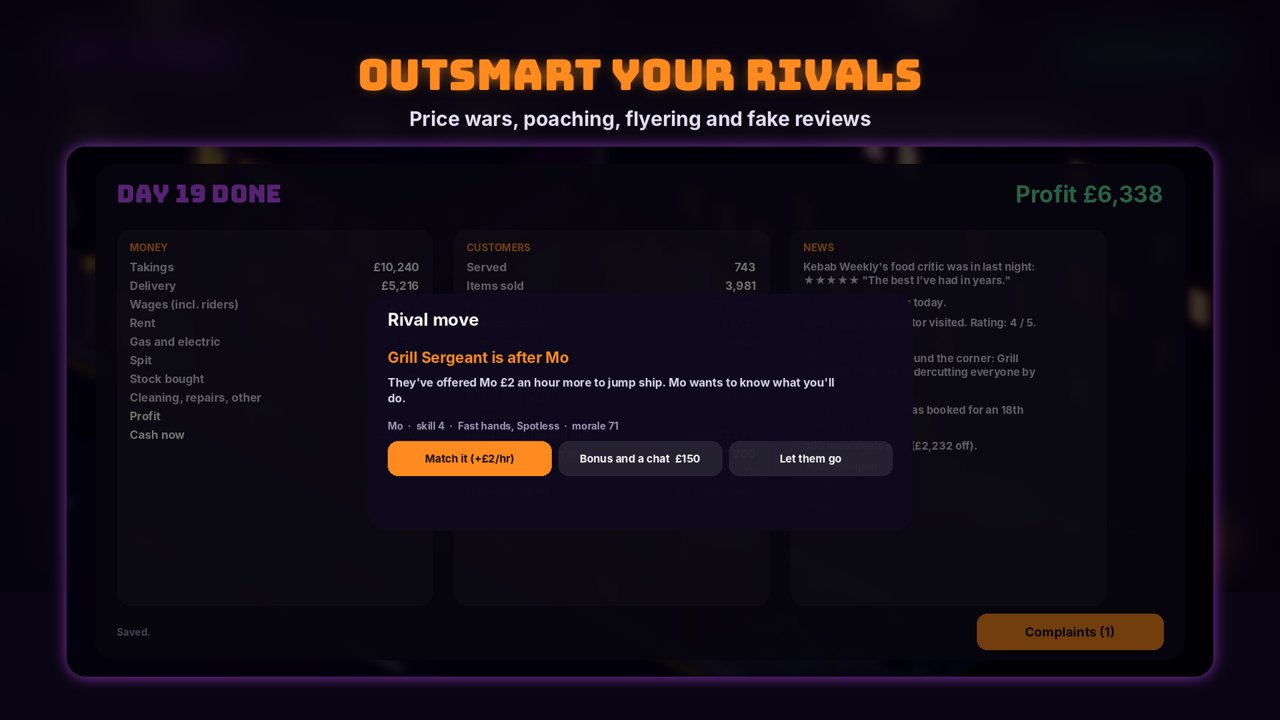 OUTSMART YOUR RIVALS
Price wars, poaching, flyering and fake reviews
DAY 19 DONE
Profit £6,338
MONEY
Takings £10,240
Delivery £5,216
Wages (incl. riders)
Rent
Gas and electric
Spit
Stock bought
Cleaning, repairs, other
Profit
Cash now
CUSTOMERS
Served 743
Items sold 3,981
NEWS
Kebab Weekly's food critic was in last night:
★★★★★ "The best I've had in years."
today.
visited. Rating: 4 / 5.
the corner: Grill
everyone by
booked for an 18th
(£2,232 off).
Rival move
Grill Sergeant is after Mo
They've offered Mo £2 an hour more to jump ship. Mo wants to know what you'll
do.
Mo · skill 4 · Fast hands, Spotless · morale 71
Match it (+£2/hr)
Bonus and a chat £150
Let them go
Saved.
Complaints (1)